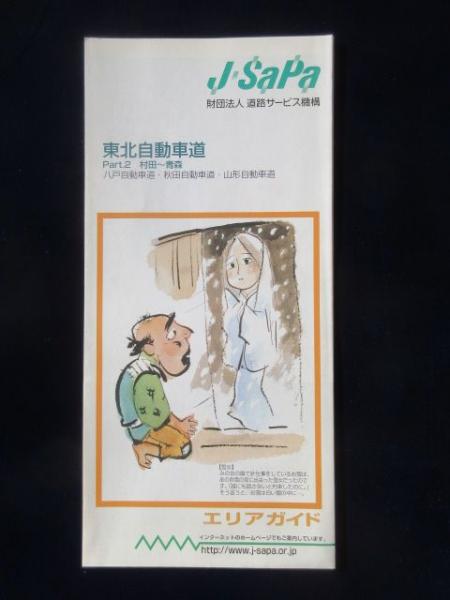 J-SaPa
財団法人 道路サービス機構
東北自動車道
Part.2 村田～青森
八戸自動車道・秋田自動車道・山形自動車道
【雪女】
エリアガイド
インターネットのホームページでもご案内しています。
http://www.j-sapa.or.jp